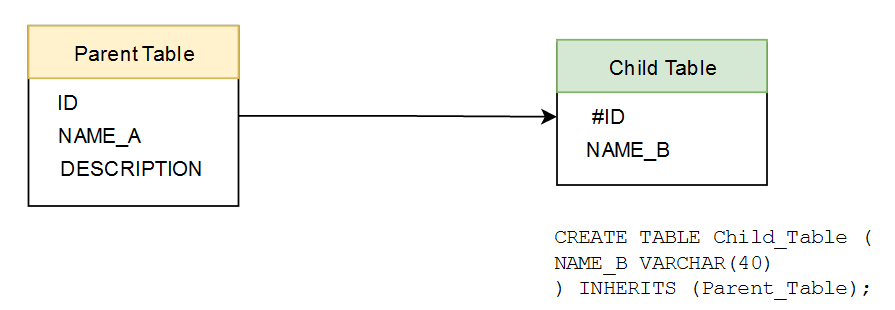 Parent Table
ID
NAME_A
DESCRIPTION
Child Table
#ID
NAME_B
CREATE TABLE Child_Table (
NAME_B VARCHAR(40)
) INHERITS (Parent_Table);